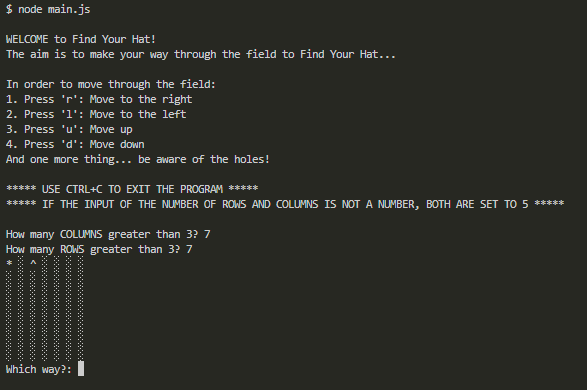 $ node main.js
WELCOME to Find Your Hat!
The aim is to make your way through the field to Find Your Hat...
In order to move through the field:
1. Press 'r': Move to the right
2. Press 'l': Move to the left
3. Press 'u': Move up
4. Press 'd': Move down
And one more thing... be aware of the holes!
***** USE CTRL+C TO EXIT THE PROGRAM *****
***** IF THE INPUT OF THE NUMBER OF ROWS AND COLUMNS IS NOT A NUMBER, BOTH ARE SET TO 5 *****
How many COLUMNS greater than 3? 7
How many ROWS greater than 3? 7
* ░ ^ ░ ░ ░ ░
░ ░ ░ ░ ░ ░ ░
░ ░ ░ ░ ░ ░ ░
░ ░ ░ ░ ░ ░ ░
░ ░ ░ ░ ░ ░ ░
░ ░ ░ ░ ░ ░ ░
░ ░ ░ ░ ░ ░ ░
Which way?: